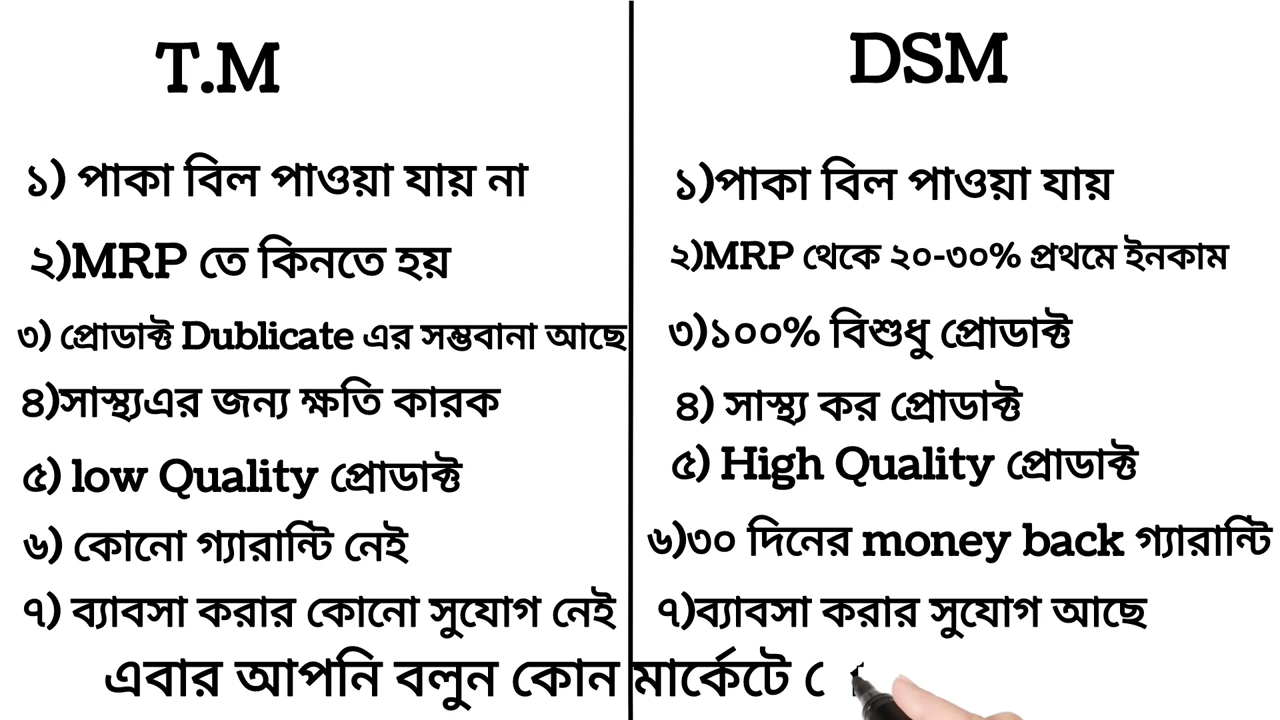 T.M
১) পাকা বিল পাওয়া যায় না
২)MRP তে কিনতে হয়
৩) প্রোডাক্ট Dublicate এর সম্ভবানা আছে
৪)সাস্থ্যএর জন্য ক্ষতি কারক
৫) low Quality প্রোডাক্ট
৬) কোনো গ্যারান্টি নেই
৭) ব্যাবসা করার কোনো সুযোগ নেই
DSM
১)পাকা বিল পাওয়া যায়
২)MRP থেকে ২০-৩০% প্রথমে ইনকাম
৩)১০০% বিশুধু প্রোডাক্ট
৪) সাস্থ্য কর প্রোডাক্ট
৫) High Quality প্রোডাক্ট
৬)৩০ দিনের money back গ্যারান্টি
৭)ব্যাবসা করার সুযোগ আছে
এবার আপনি বলুন কোন মার্কেটে